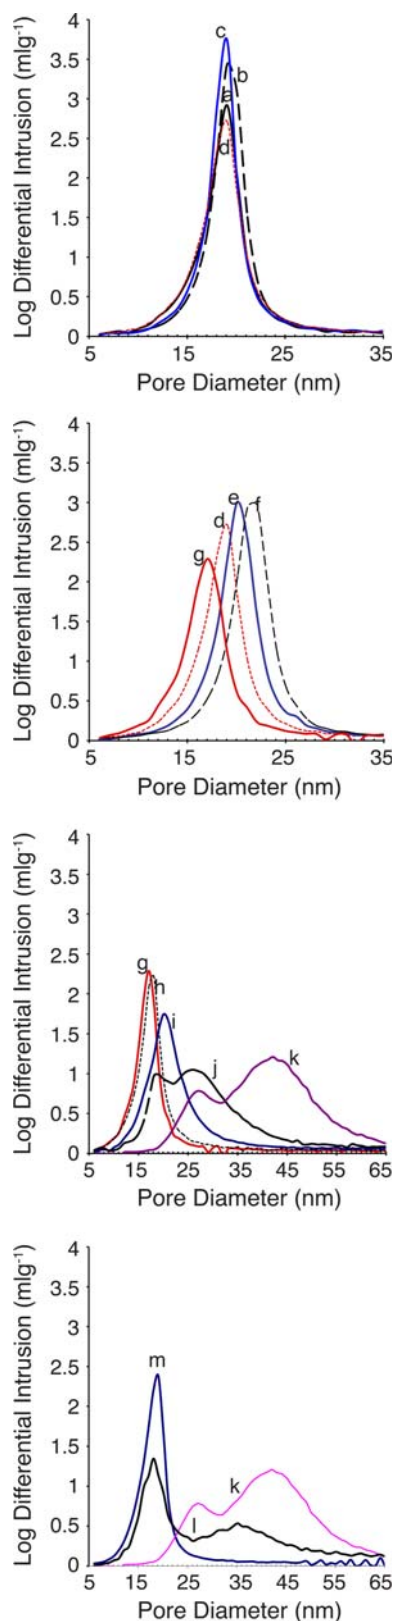 Log Differential Intrusion (mlg⁻¹)
4
3.5
3
2.5
2
1.5
1
0.5
0
c
b
a
d
5 15 25 35
Pore Diameter (nm)
Log Differential Intrusion (mlg⁻¹)
4
3.5
3
2.5
2
1.5
1
0.5
0
e
f
d
g
5 15 25 35
Pore Diameter (nm)
Log Differential Intrusion (mlg⁻¹)
4
3.5
3
2.5
2
1.5
1
0.5
0
g
h
i
j
k
5 15 25 35 45 55 65
Pore Diameter (nm)
Log Differential Intrusion (mlg⁻¹)
4
3.5
3
2.5
2
1.5
1
0.5
0
m
k
l
5 15 25 35 45 55 65
Pore Diameter (nm)